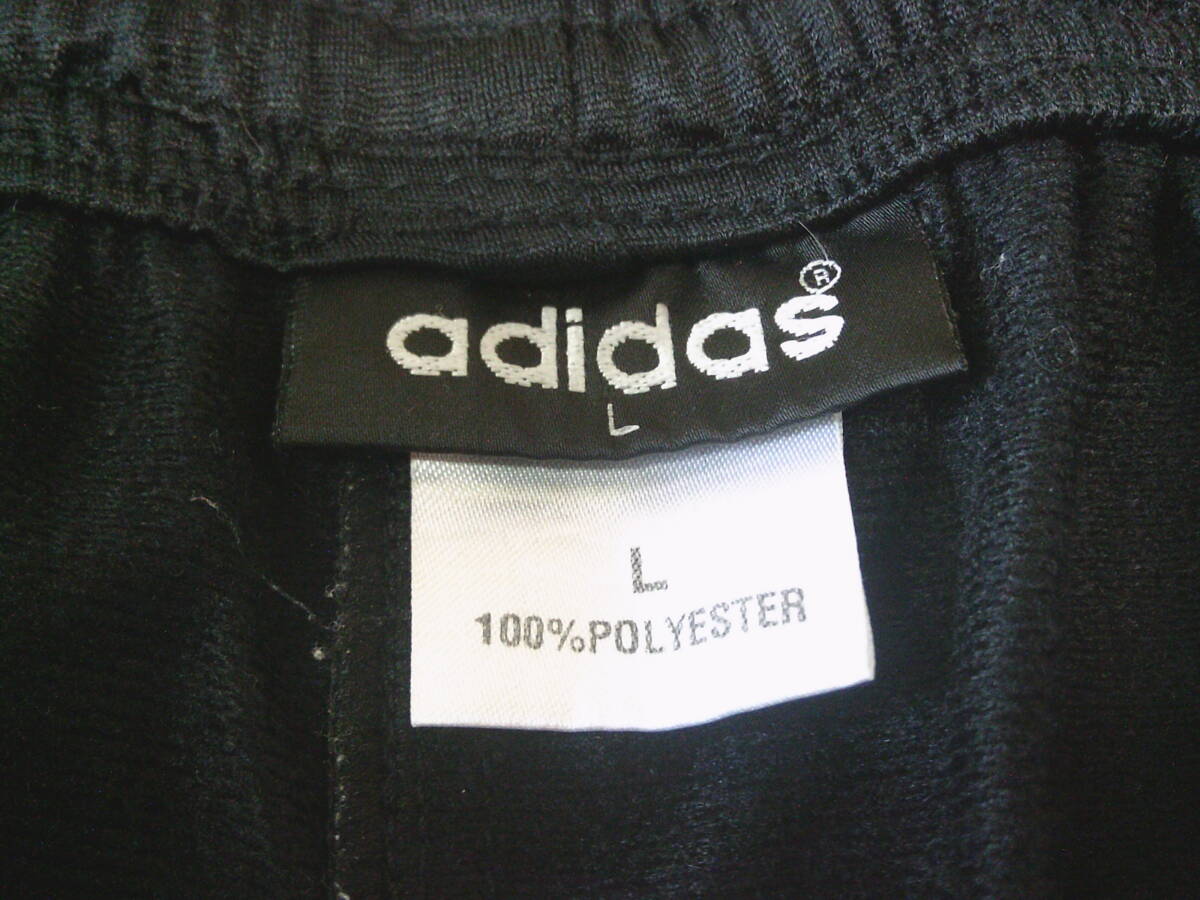 adidas®
L
L
100%POLYESTER